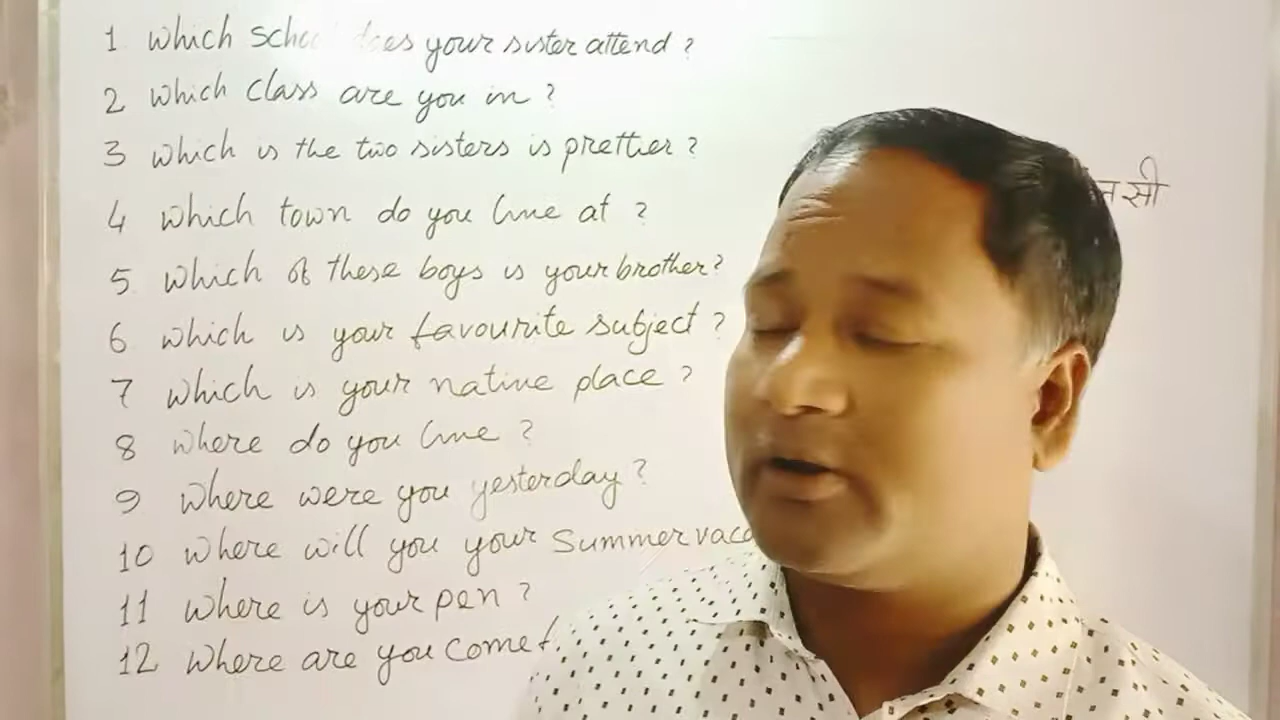 1 which does your sister attend ?
2 which class are you in ?
3 which is the two sisters is prettier ?
4 which town do you live at ?
5 which of these boys is your brother ?
6 which is your favourite subject ?
7 which is your native place ?
8 where do you live ?
9 where were you yesterday ?
10 where will you your summer
11 where is your pen ?
12 where are you come